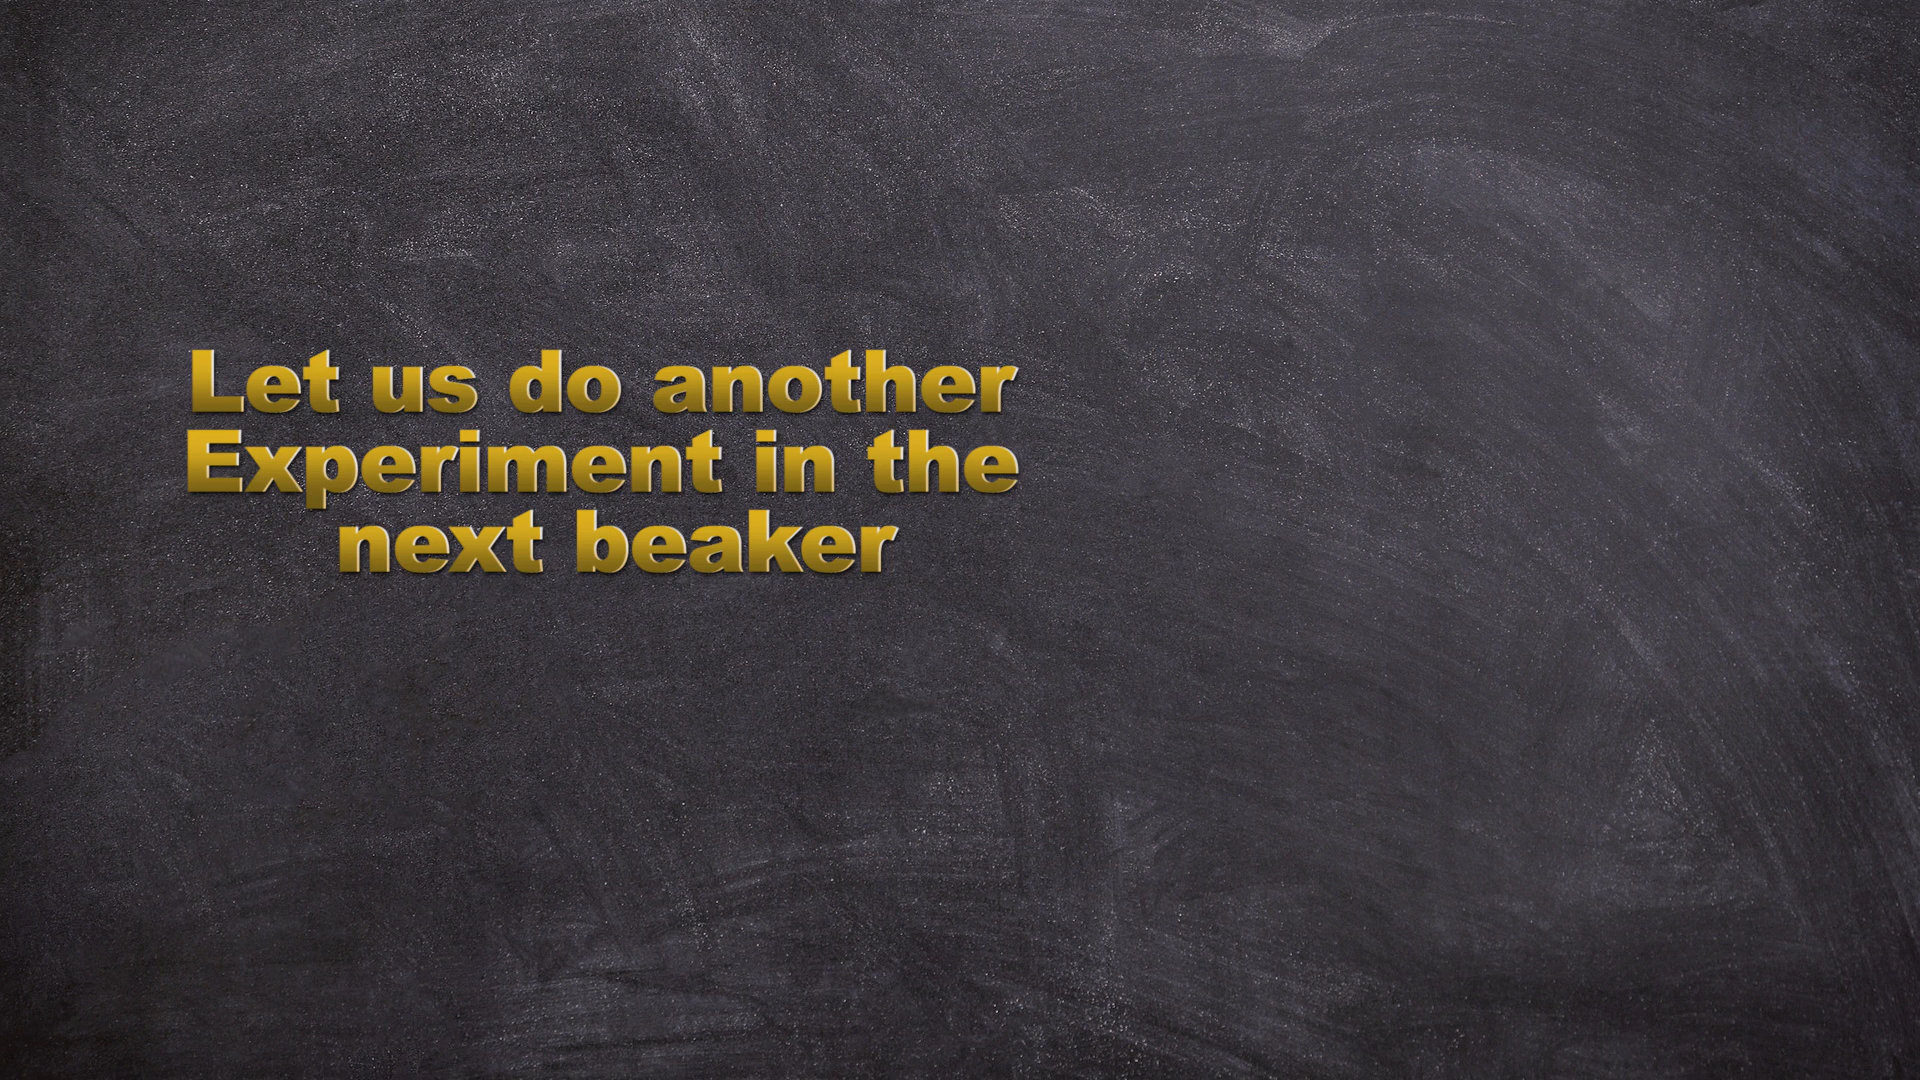 Let us do another
Experiment in the
next beaker